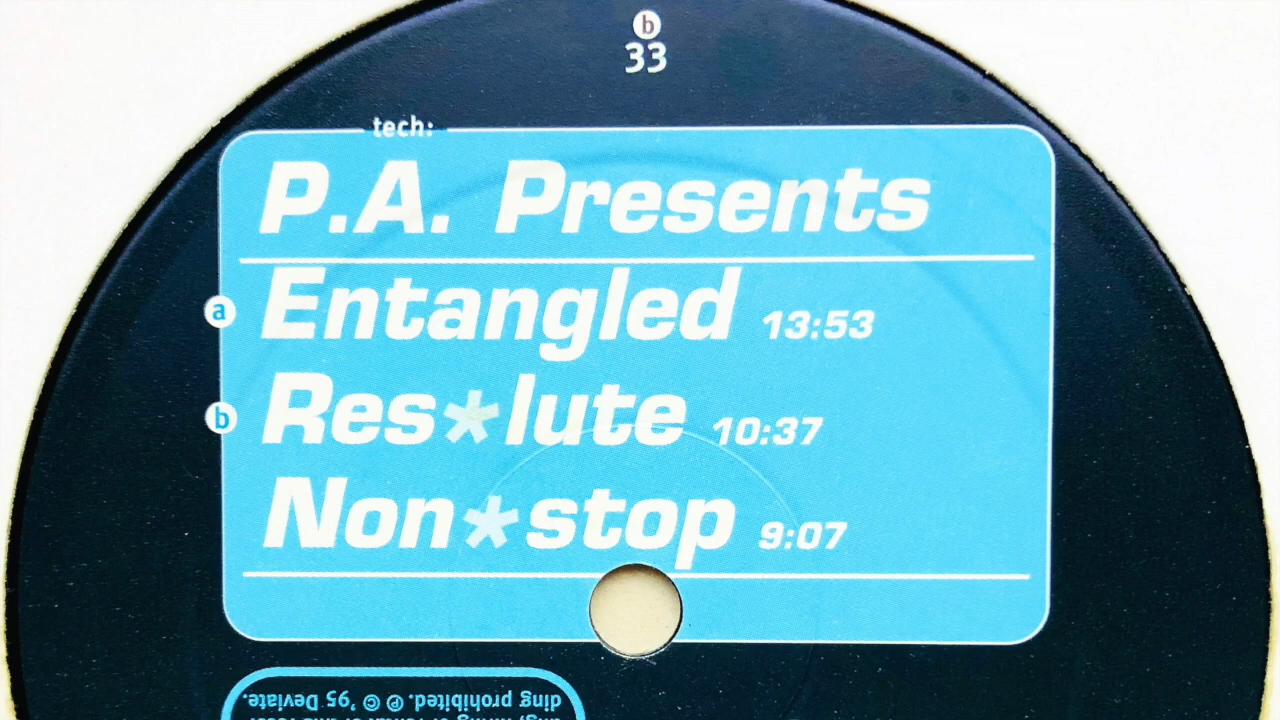 b
33
tech:
P.A. Presents
a Entangled 13:53
b Res*lute 10:37
Non*stop 9:07
ding prohibited. ℗ © '95 Deviate.